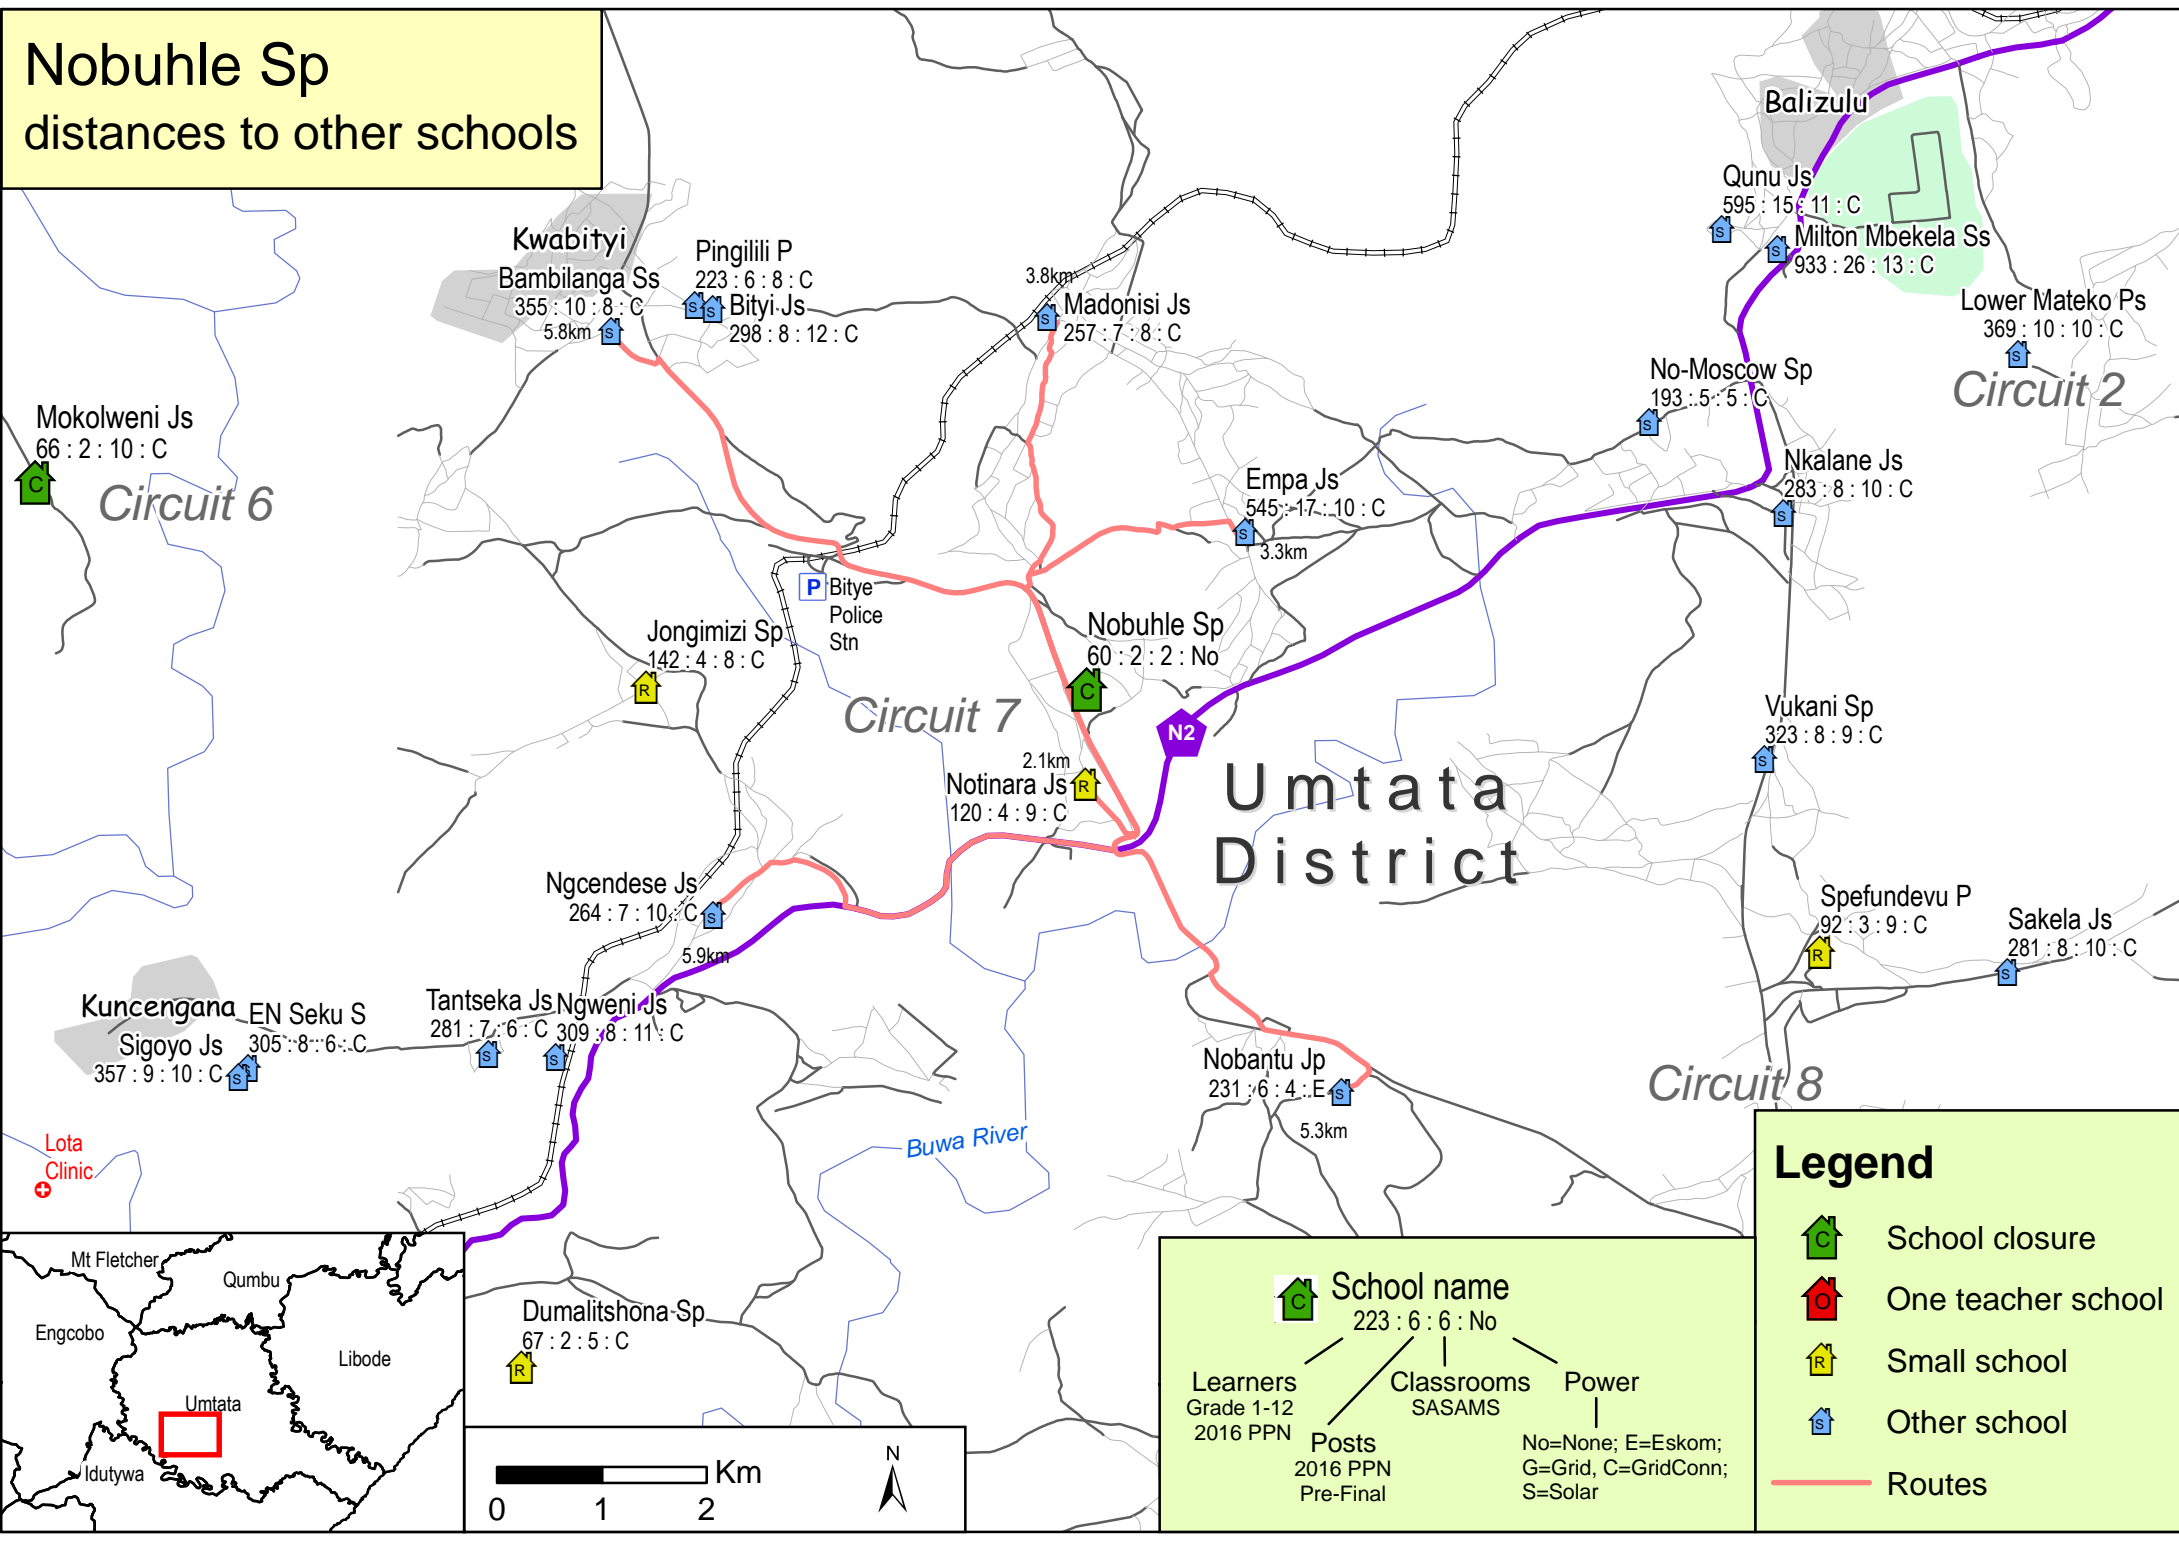 Nobuhle Sp
distances to other schools
Balizulu
Qunu Js
595 : 15 : 11 : C
Milton Mbekela Ss
933 : 26 : 13 : C
Kwabityi
Pingilili P
223 : 6 : 8 : C
Bambilanga Ss
355 : 10 : 8 : C
5.8km
S
Bityi Js
298 : 8 : 12 : C
3.8km
Madonisi Js
257 : 7 : 8 : C
Lower Mateko Ps
369 : 10 : 10 : C
Circuit 2
No-Moscow Sp
193 : 5 : 5 : C
Mokolweni Js
66 : 2 : 10 : C
C
Circuit 6
Empa Js
545 : 17 : 10 : C
3.3km
Nkalane Js
283 : 8 : 10 : C
P
Bitye
Police
Stn
Jongimizi Sp
142 : 4 : 8 : C
R
Nobuhle Sp
60 : 2 : 2 : No
C
Circuit 7
N2
Vukani Sp
323 : 8 : 9 : C
2.1km
Notinara Js
120 : 4 : 9 : C
R
Umtata
District
Ngcendese Js
264 : 7 : 10 : C
5.9km
Spefundevu P
92 : 3 : 9 : C
R
Sakela Js
281 : 8 : 10 : C
Kuncengana
EN Seku S
305 : 8 : 6 : C
Sigoyo Js
357 : 9 : 10 : C
Tantseka Js
281 : 7 : 6 : C
Ngweni Js
309 : 8 : 11 : C
Nobantu Jp
231 : 6 : 4 : E
5.3km
Circuit 8
Buwa River
Lota
Clinic
Dumalitshona Sp
67 : 2 : 5 : C
R
Mt Fletcher
Qumbu
Engcobo
Libode
Umtata
Idutywa
Km
0 1 2
N
C
School name
223 : 6 : 6 : No
Learners
Grade 1-12
2016 PPN
Posts
2016 PPN
Pre-Final
Classrooms
SASAMS
Power
No=None; E=Eskom;
G=Grid, C=GridConn;
S=Solar
Legend
C School closure
O One teacher school
R Small school
S Other school
Routes